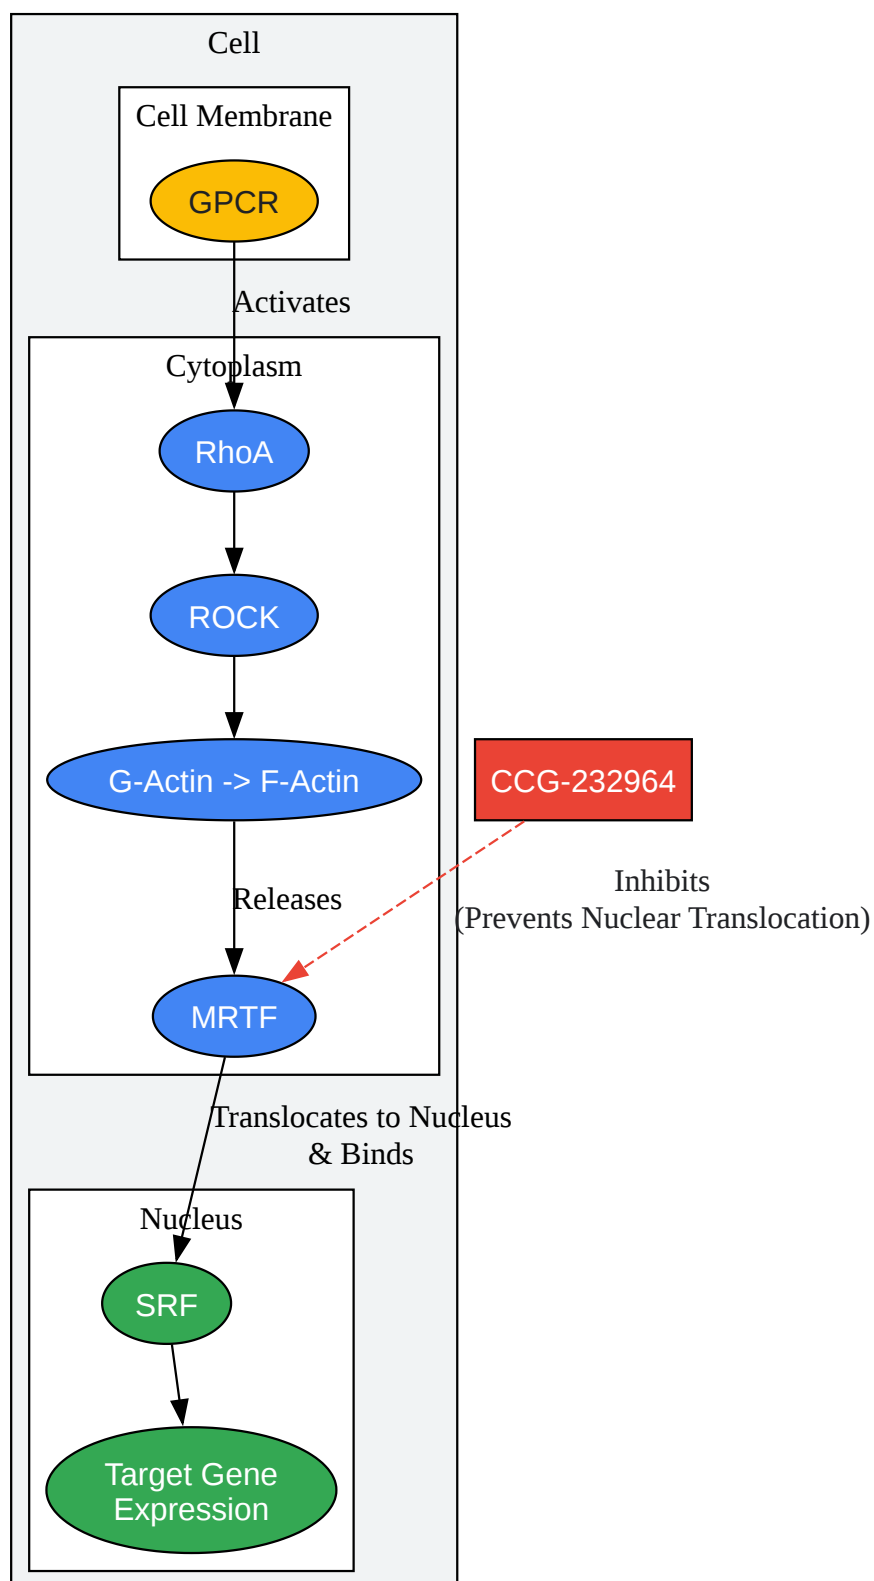 Cell
Cell Membrane
GPCR
Activates
Cytoplasm
RhoA
ROCK
G-Actin -> F-Actin
CCG-232964
Inhibits
(Prevents Nuclear Translocation)
Releases
MRTF
Translocates to Nucleus
& Binds
Nucleus
SRF
Target Gene
Expression